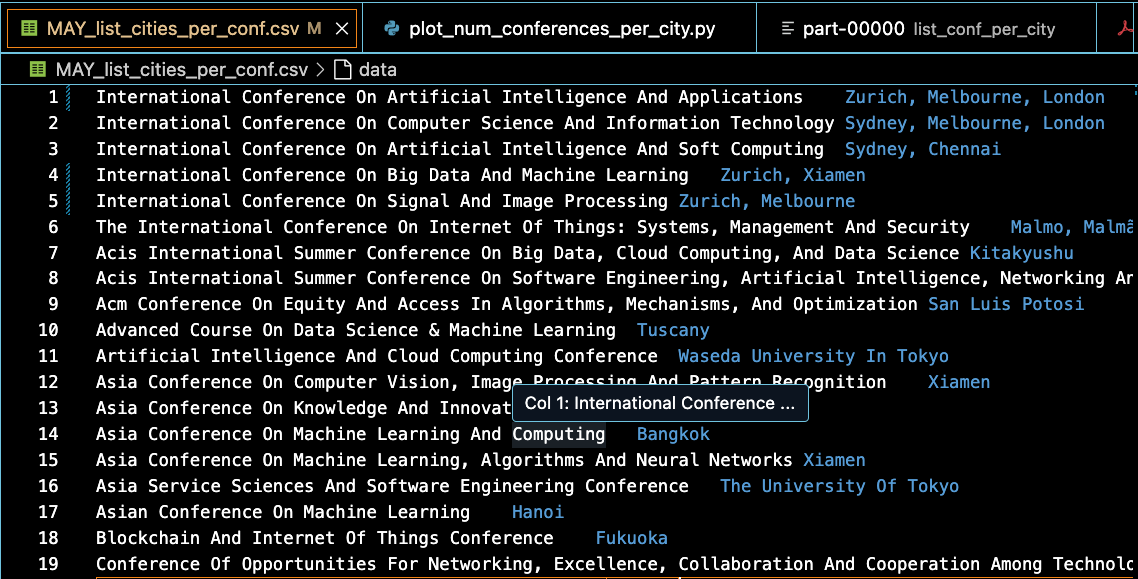 MAY_list_cities_per_conf.csv M
plot_num_conferences_per_city.py
part-00000 list_conf_per_city
MAY_list_cities_per_conf.csv > data
1 International Conference On Artificial Intelligence And Applications Zurich, Melbourne, London
2 International Conference On Computer Science And Information Technology Sydney, Melbourne, London
3 International Conference On Artificial Intelligence And Soft Computing Sydney, Chennai
4 International Conference On Big Data And Machine Learning Zurich, Xiamen
5 International Conference On Signal And Image Processing Zurich, Melbourne
6 The International Conference On Internet Of Things: Systems, Management And Security Malmo, Malmã
7 Acis International Summer Conference On Big Data, Cloud Computing, And Data Science Kitakyushu
8 Acis International Summer Conference On Software Engineering, Artificial Intelligence, Networking An
9 Acm Conference On Equity And Access In Algorithms, Mechanisms, And Optimization San Luis Potosi
10 Advanced Course On Data Science & Machine Learning Tuscany
11 Artificial Intelligence And Cloud Computing Conference Waseda University In Tokyo
12 Asia Conference On Computer Vision, Image Processing And Pattern Recognition Xiamen
Col 1: International Conference ...
13 Asia Conference On Knowledge And Innovat
14 Asia Conference On Machine Learning And Computing Bangkok
15 Asia Conference On Machine Learning, Algorithms And Neural Networks Xiamen
16 Asia Service Sciences And Software Engineering Conference The University Of Tokyo
17 Asian Conference On Machine Learning Hanoi
18 Blockchain And Internet Of Things Conference Fukuoka
19 Conference Of Opportunities For Networking, Excellence, Collaboration And Cooperation Among Technolo